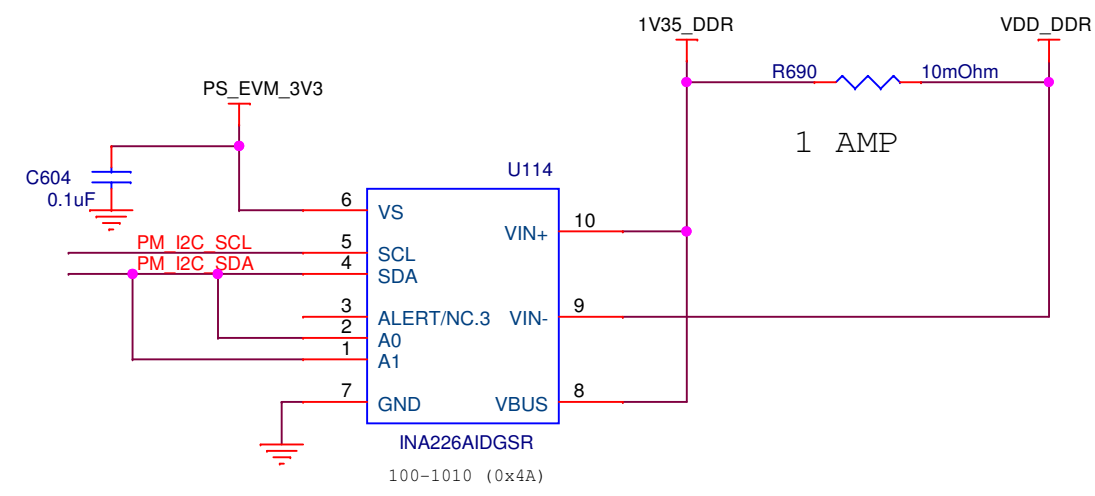 1V35_DDR
VDD_DDR
R690
10mOhm
PS_EVM_3V3
1 AMP
C604
0.1uF
U114
6
VS
10
VIN+
PM_I2C_SCL
5
SCL
PM_I2C_SDA
4
SDA
3
ALERT/NC.3
VIN-
9
2
A0
1
A1
7
GND
VBUS
8
INA226AIDGSR
100-1010 (0x4A)